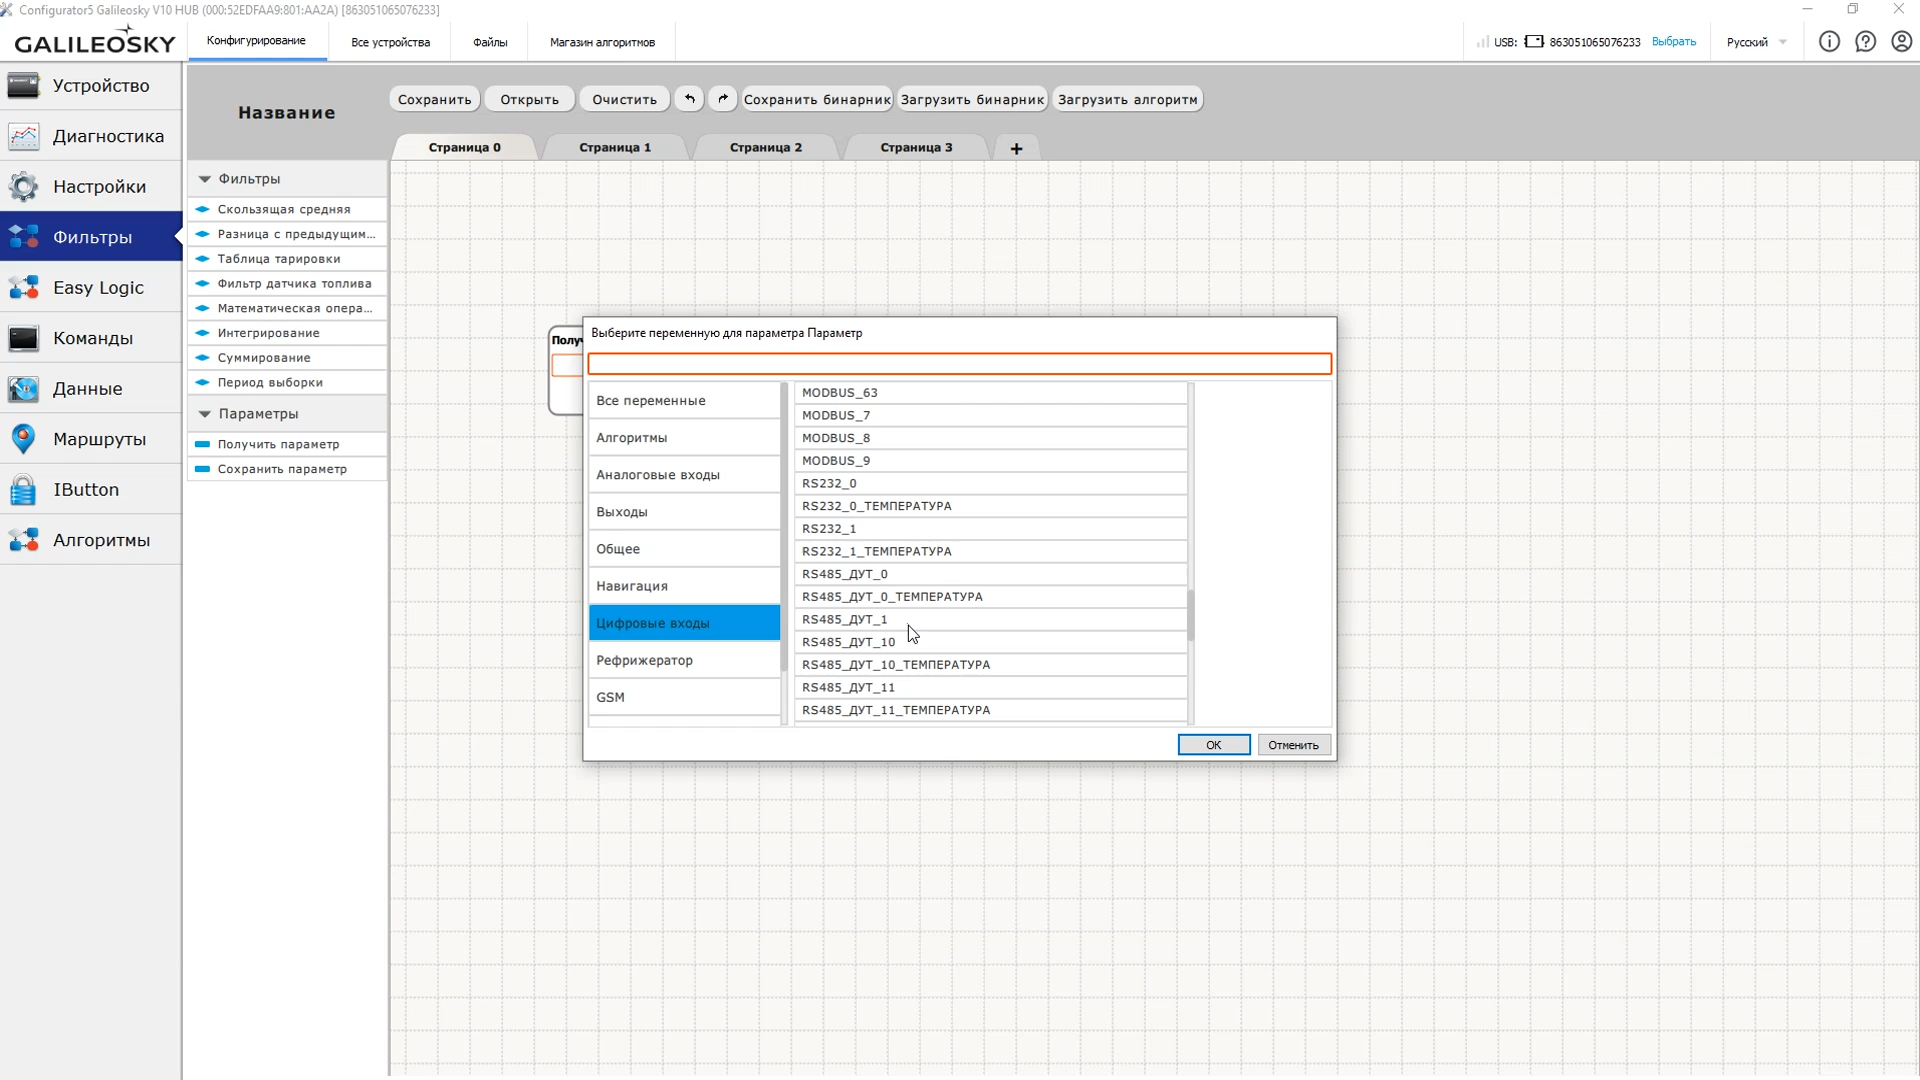 Configurator5 Galileosky V10 HUB (000:52EDFAA9:801:AA2A) [863051065076233]
GALILEOSKY
Конфигурирование
Все устройства
Файлы
Магазин алгоритмов
USB:
863051065076233
Выбрать
Русский
Устройство
Диагностика
Настройки
Фильтры
Easy Logic
Команды
Данные
Маршруты
IButton
Алгоритмы
Название
Сохранить
Открыть
Очистить
Сохранить бинарник
Загрузить бинарник
Загрузить алгоритм
Страница 0
Страница 1
Страница 2
Страница 3
+
Фильтры
Скользящая средняя
Разница с предыдущим...
Таблица тарировки
Фильтр датчика топлива
Математическая опера...
Интегрирование
Суммирование
Период выборки
Параметры
Получить параметр
Сохранить параметр
Получ
Выберите переменную для параметра Параметр
Все переменные
Алгоритмы
Аналоговые входы
Выходы
Общее
Навигация
Цифровые входы
Рефрижератор
GSM
MODBUS_63
MODBUS_7
MODBUS_8
MODBUS_9
RS232_0
RS232_0_ТЕМПЕРАТУРА
RS232_1
RS232_1_ТЕМПЕРАТУРА
RS485_ДУТ_0
RS485_ДУТ_0_ТЕМПЕРАТУРА
RS485_ДУТ_1
RS485_ДУТ_10
RS485_ДУТ_10_ТЕМПЕРАТУРА
RS485_ДУТ_11
RS485_ДУТ_11_ТЕМПЕРАТУРА
OK
Отменить